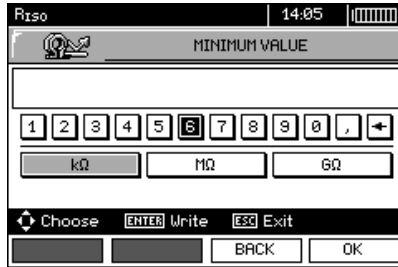 RISO 14:05
MINIMUM VALUE
1 2 3 4 5 6 7 8 9 0 ,
kΩ MΩ GΩ
Choose ENTER Write ESC Exit
BACK OK